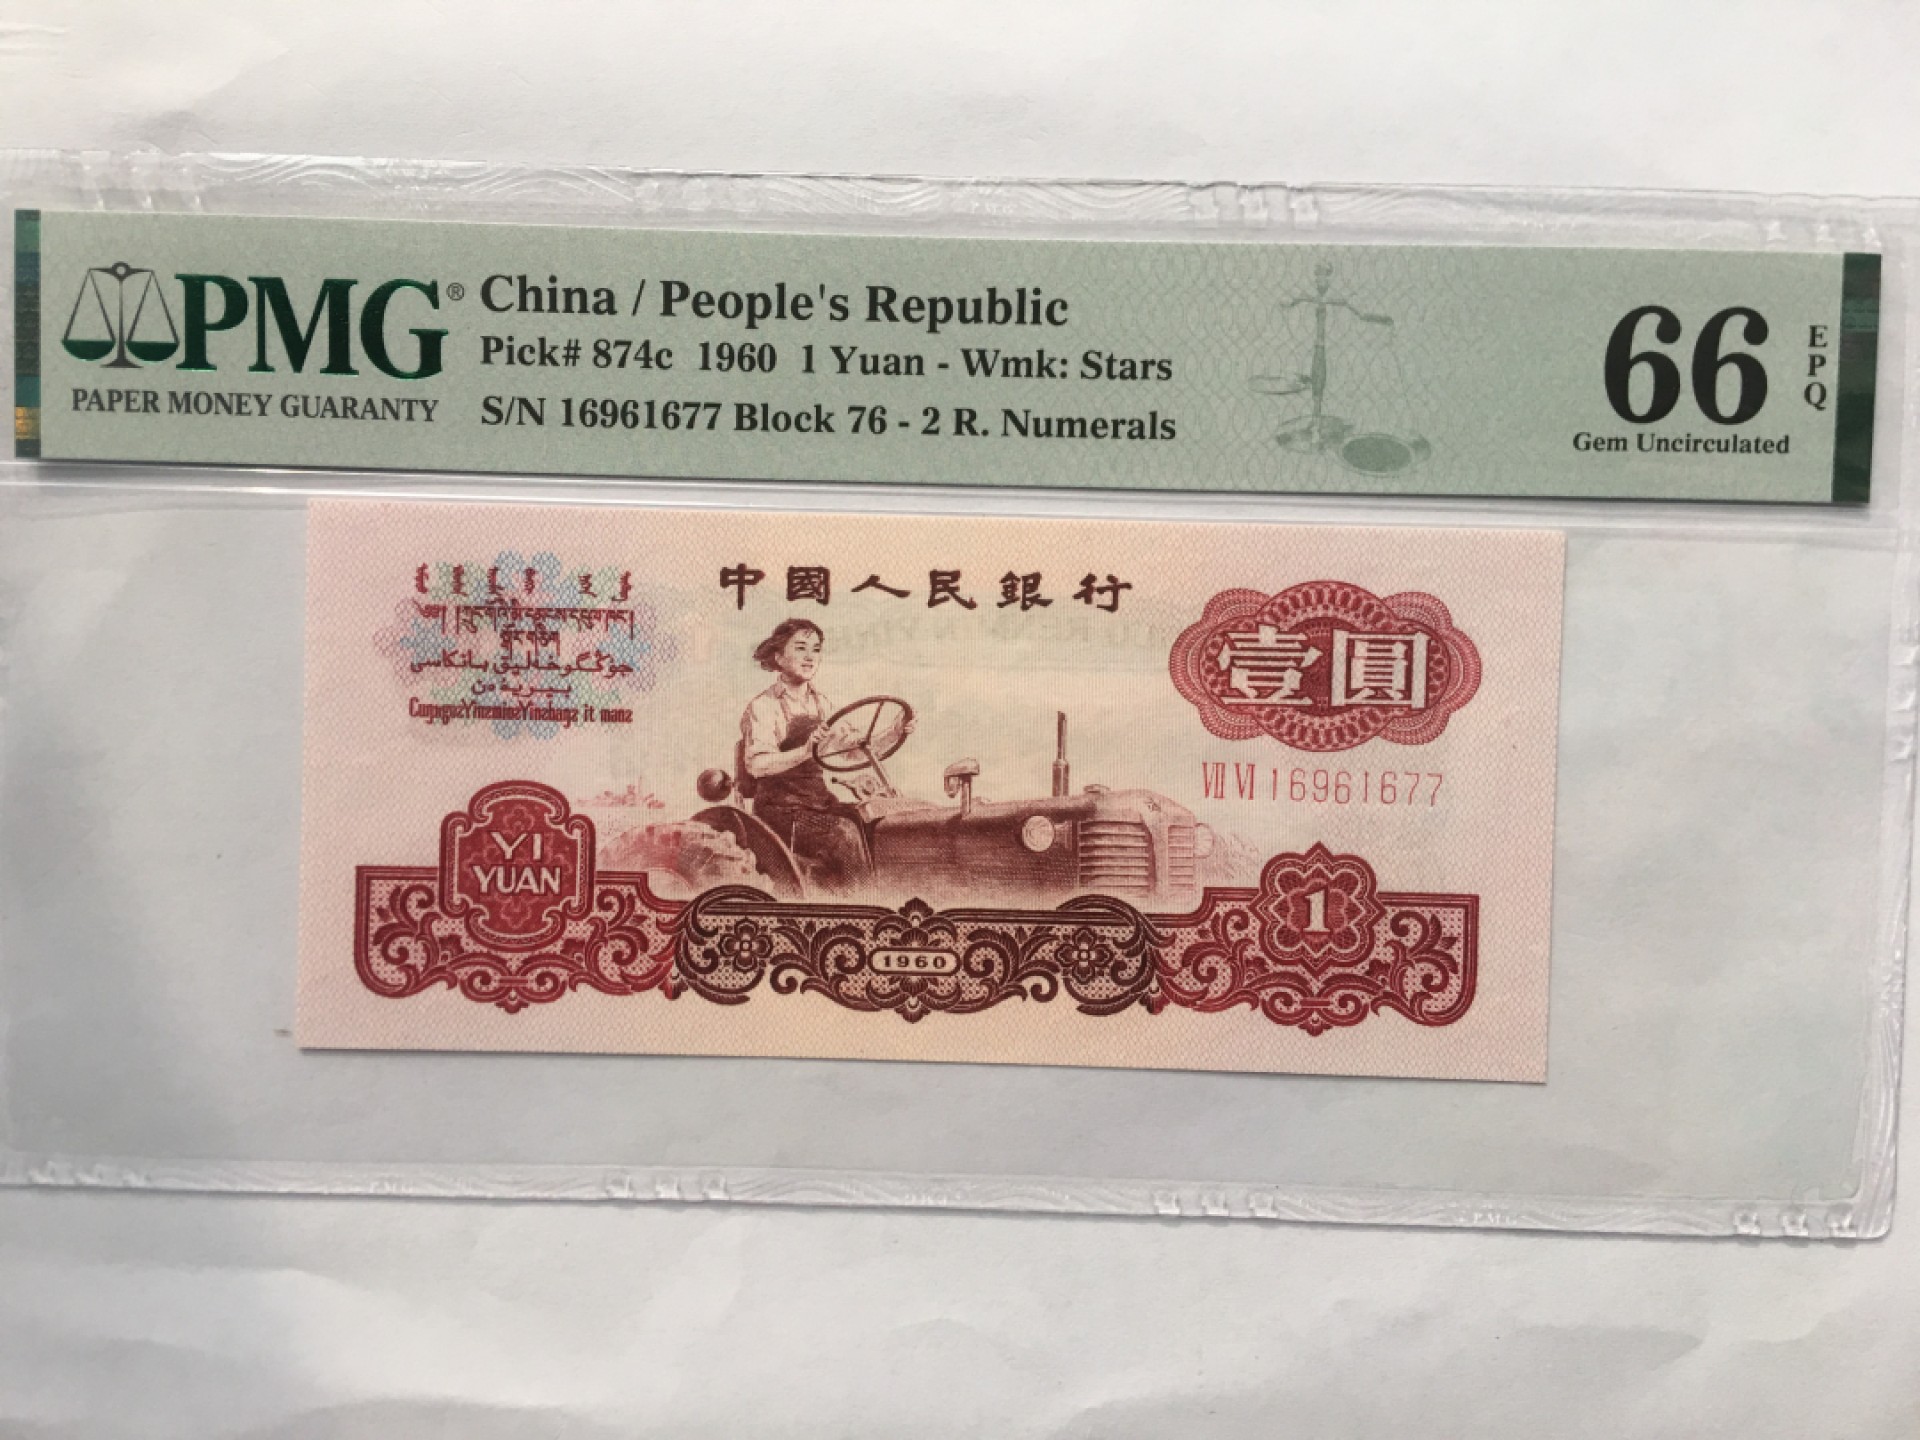 PMG®
PAPER MONEY GUARANTY
China / People's Republic
Pick# 874c 1960 1 Yuan - Wmk: Stars
S/N 16961677 Block 76 - 2 R. Numerals
66
EPQ
Gem Uncirculated
中國人民銀行
壹圓
VII VI 16961677
YI
YUAN
1960
1